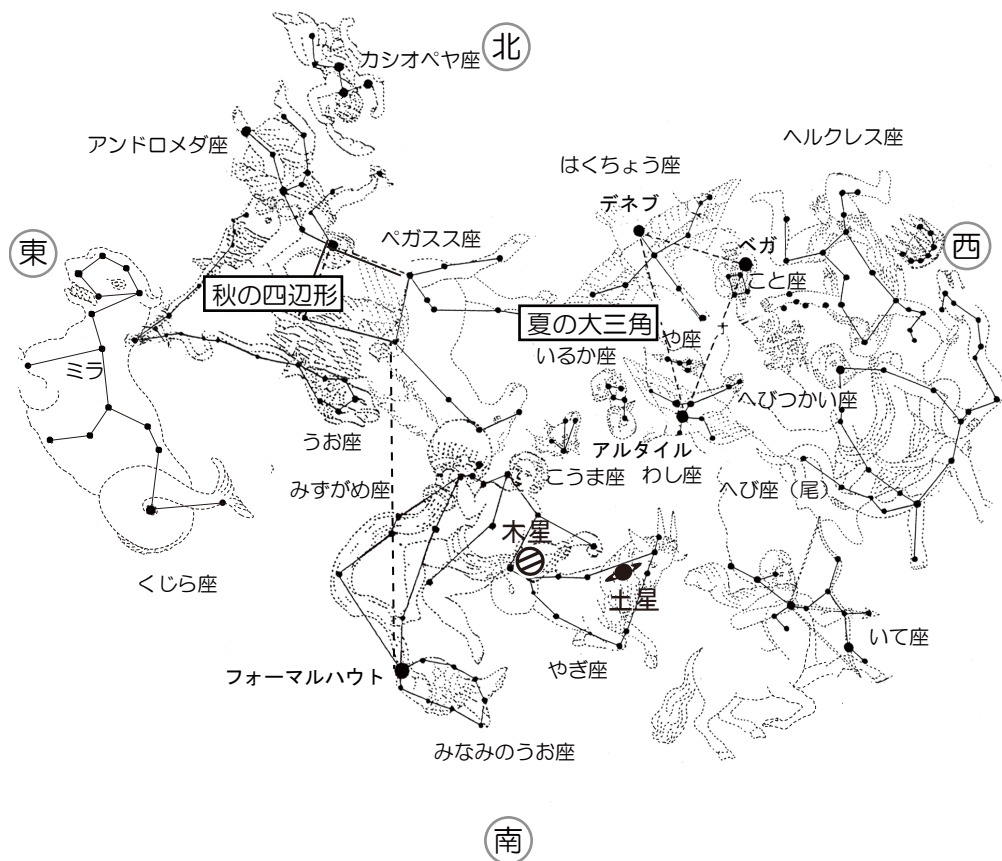 北
カシオペヤ座
アンドロメダ座
ヘルクレス座
はくちょう座
デネブ
東
ペガスス座
ベガ
西
こと座
秋の四辺形
夏の大三角
や座
いるか座
ミラ
へびつかい座
アルタイル
うお座
こうま座
わし座
みずがめ座
へび座（尾）
木星
くじら座
土星
いて座
やぎ座
フォーマルハウト
みなみのうお座
南